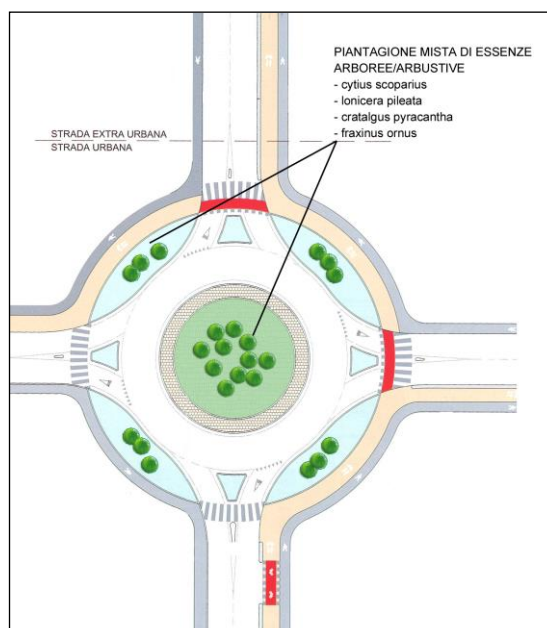 PIANTAGIONE MISTA DI ESSENZE
ARBOREE/ARBUSTIVE
- cytius scoparius
- lonicera pileata
- cratalgus pyracantha
- fraxinus ornus
STRADA EXTRA URBANA
STRADA URBANA